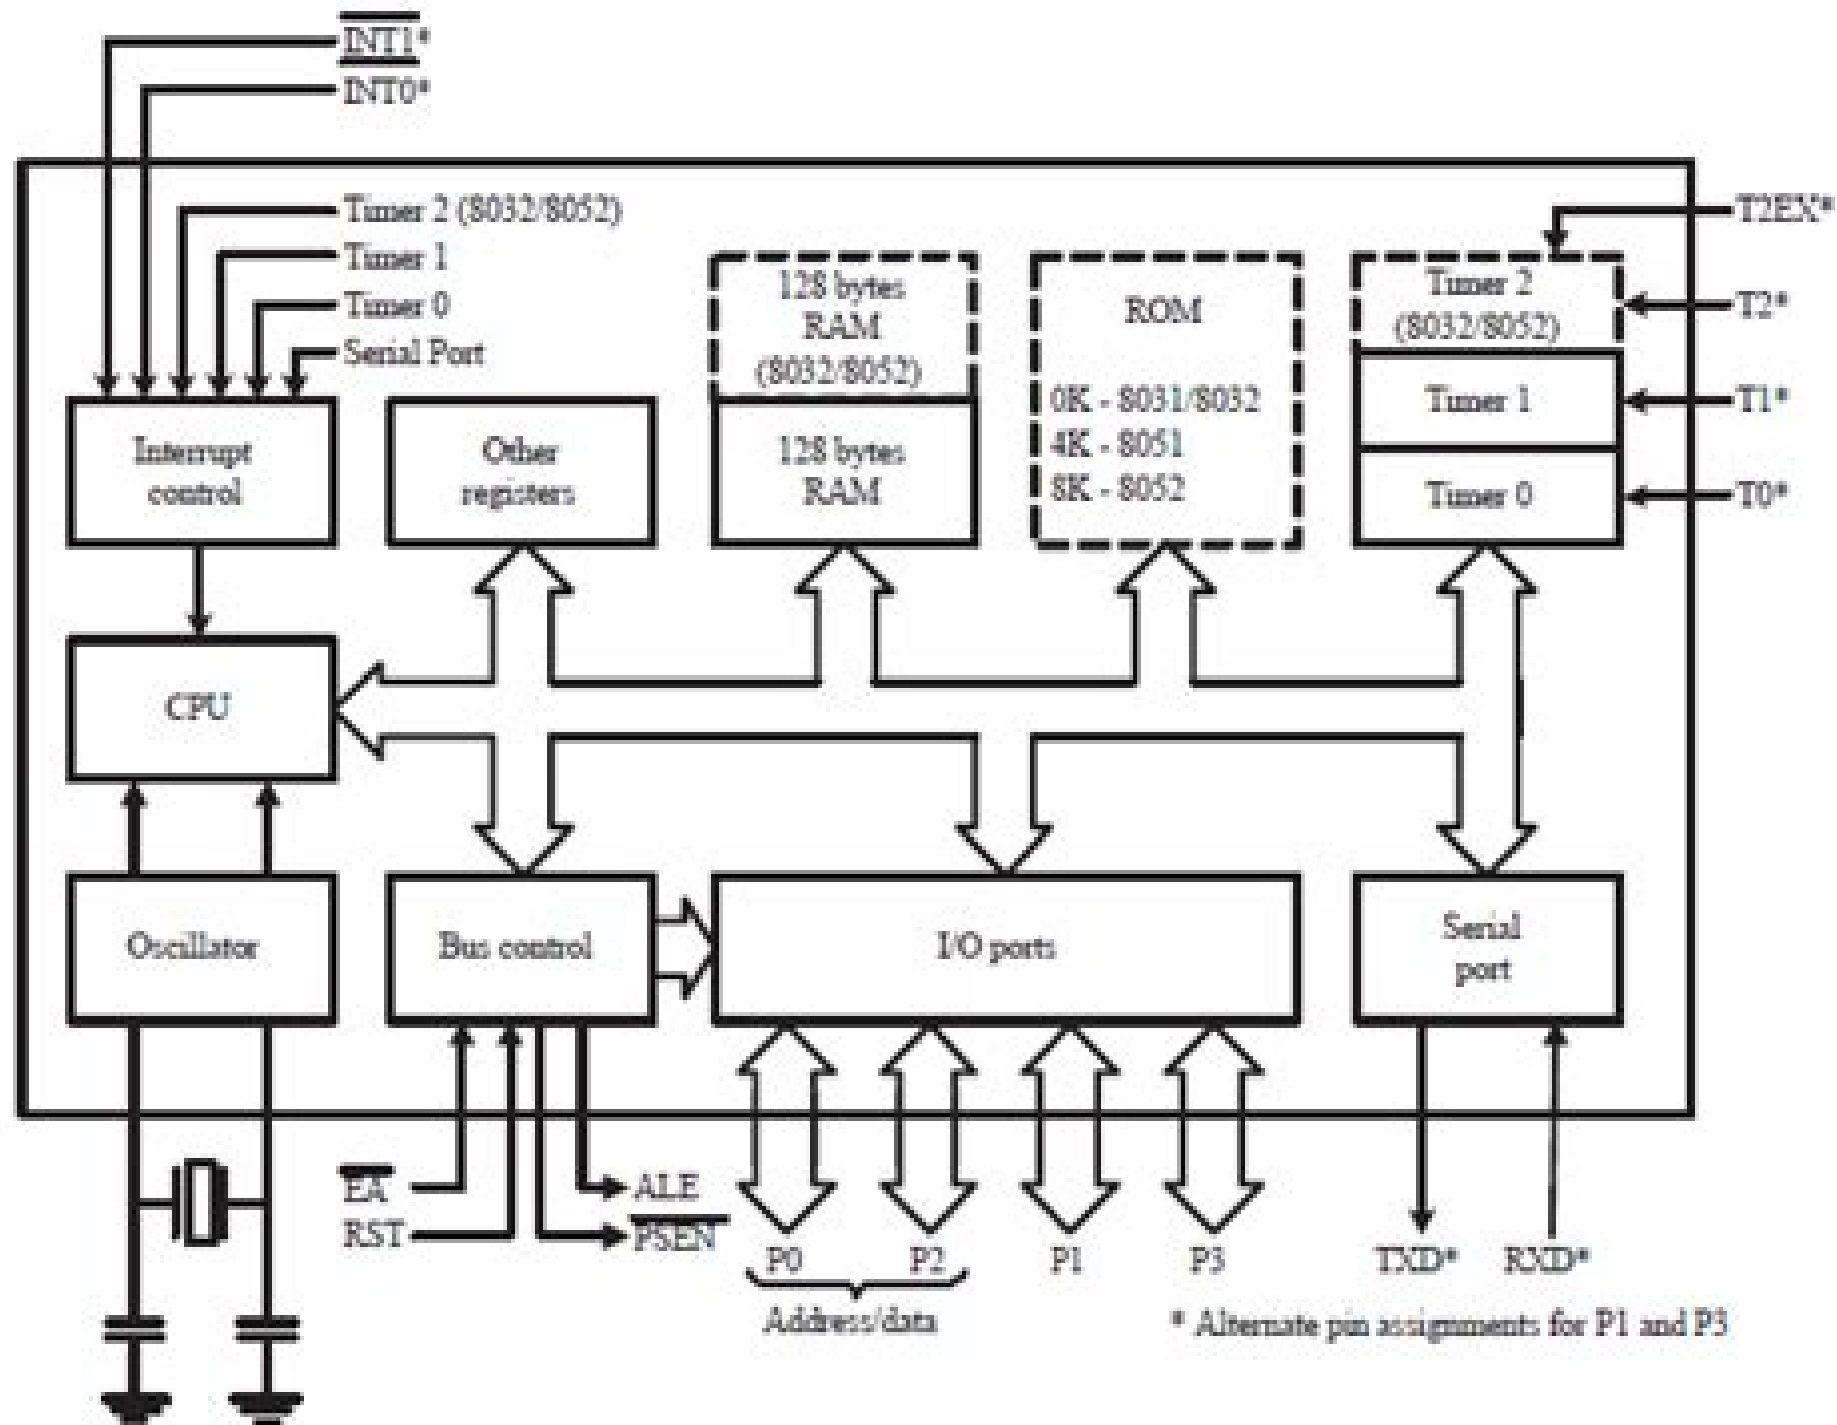 INT1*
INT0*
Timer 2 (8032/8052)
Timer 1
Timer 0
Serial Port
T2EX*
T2*
T1*
T0*
Interrupt
control
Other
registers
128 bytes
RAM
(8032/8052)
128 bytes
RAM
ROM
0K - 8031/8032
4K - 8051
8K - 8052
Timer 2
(8032/8052)
Timer 1
Timer 0
CPU
Oscillator
Bus control
I/O ports
Serial
port
EA
RST
ALE
PSEN
P0
P2
P1
P3
Address/data
TXD*
RXD*
* Alternate pin assignments for P1 and P3